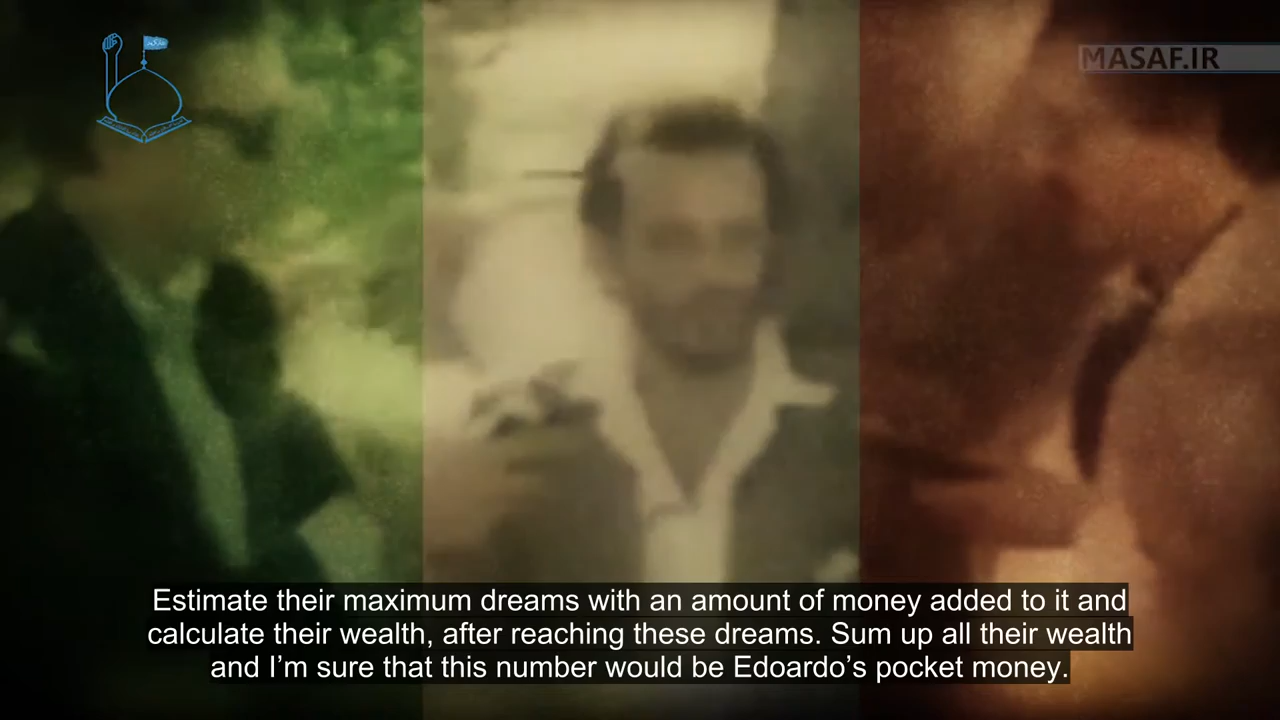 MASAF.IR
Estimate their maximum dreams with an amount of money added to it and
calculate their wealth, after reaching these dreams. Sum up all their wealth
and I’m sure that this number would be Edoardo’s pocket money.